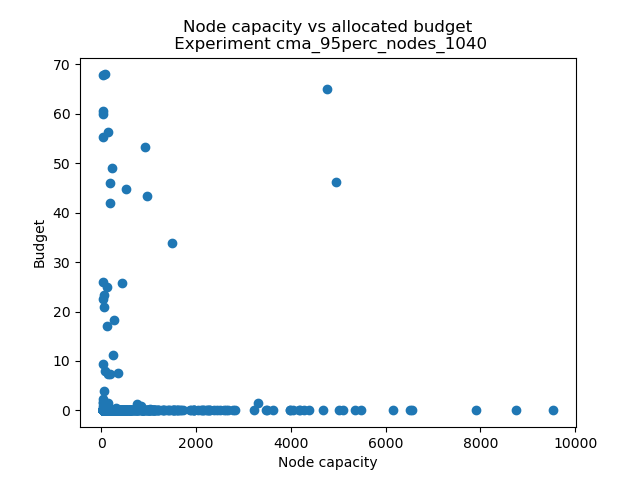 Node capacity vs allocated budget
Experiment cma_95perc_nodes_1040
70
60
50
40
30
20
10
0
Budget
0 2000 4000 6000 8000 10000
Node capacity